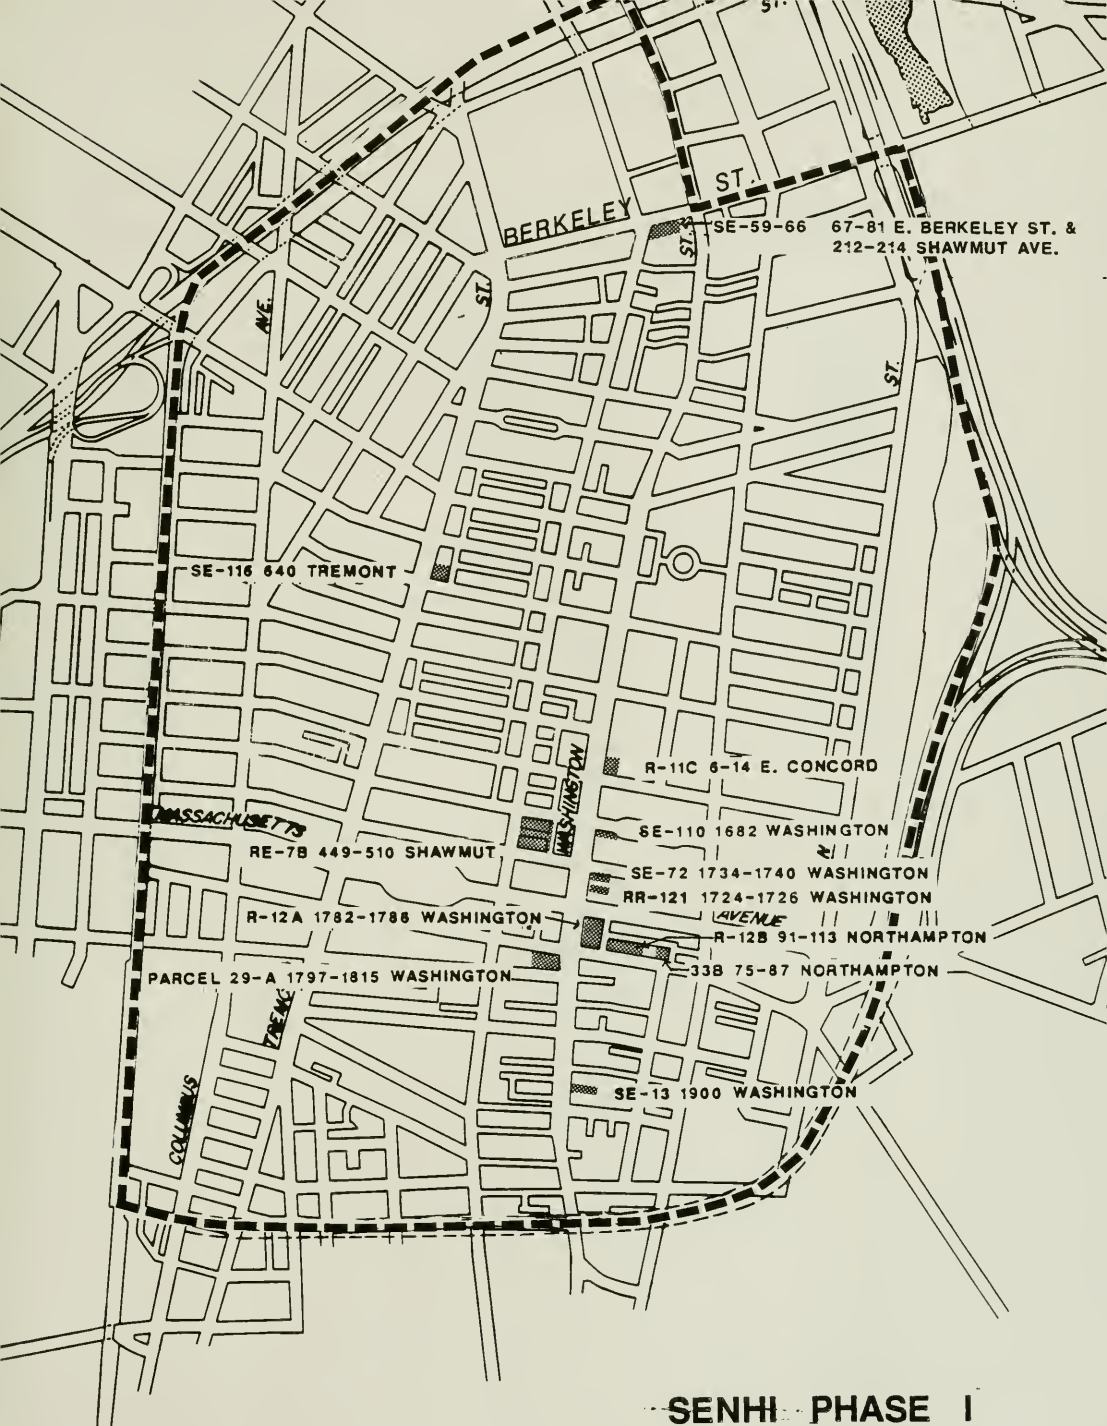 ST.
ST.
BERKELEY
SE-59-66 67-81 E. BERKELEY ST. &
212-214 SHAWMUT AVE.
ST.
ST.
AVE.
ST.
SE-116 640 TREMONT
WASHINGTON
R-11C 6-14 E. CONCORD
MASSACHUSETTS
SE-110 1682 WASHINGTON
RE-7B 449-510 SHAWMUT
SE-72 1734-1740 WASHINGTON
RR-121 1724-1726 WASHINGTON
R-12A 1782-1786 WASHINGTON
AVENUE
R-12B 91-113 NORTHAMPTON
33B 75-87 NORTHAMPTON
PARCEL 29-A 1797-1815 WASHINGTON
COLUMBUS
SE-13 1900 WASHINGTON
SENHI PHASE I